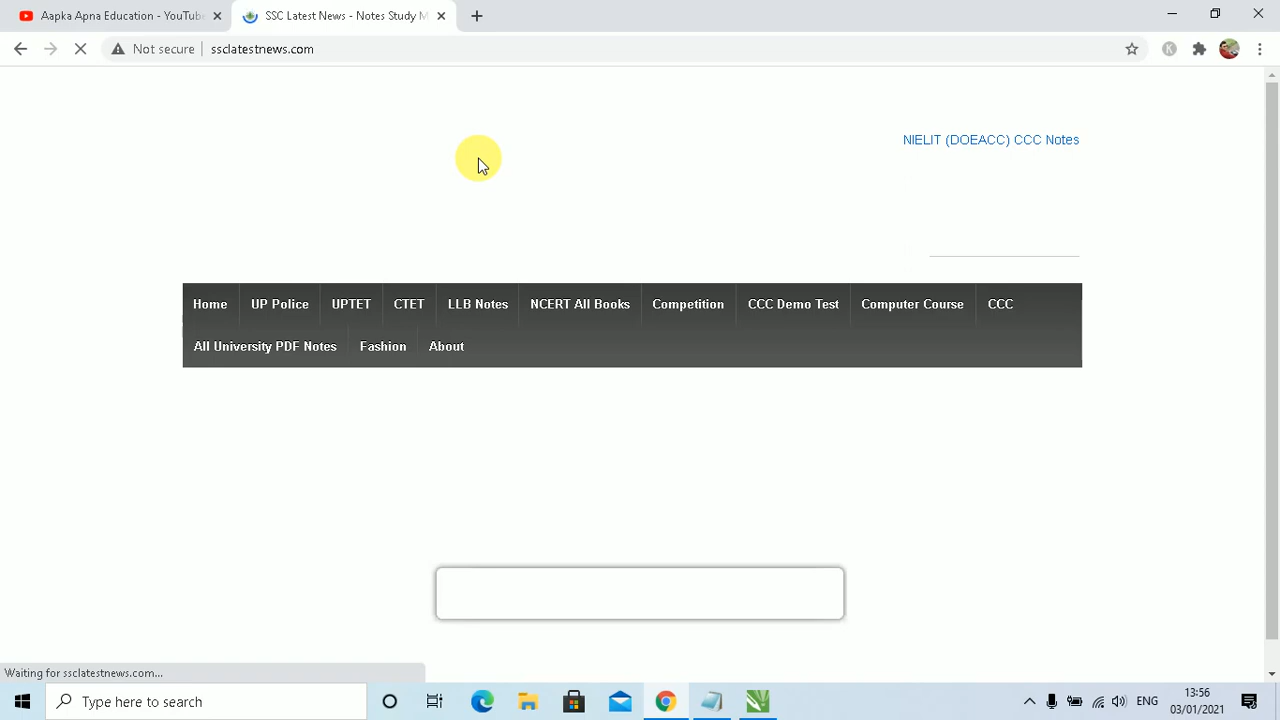 Aapka Apna Education - YouTub
SSC Latest News - Notes Study M
Not secure
ssclatestnews.com
K
NIELIT (DOEACC) CCC Notes
Home
UP Police
UPTET
CTET
LLB Notes
NCERT All Books
Competition
CCC Demo Test
Computer Course
CCC
All University PDF Notes
Fashion
About
Waiting for ssclatestnews.com...
Type here to search
ENG
13:56
03/01/2021